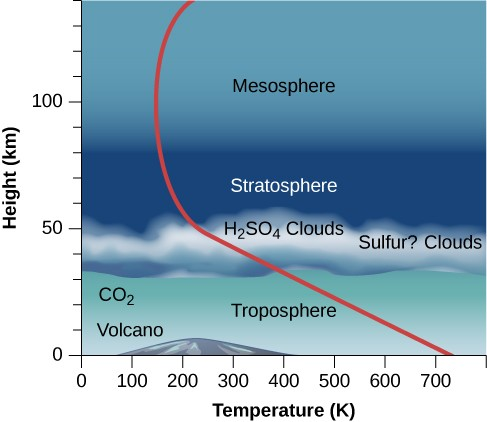 Mesosphere
100
Stratosphere
Height (km)
50
H₂SO₄ Clouds
Sulfur? Clouds
CO₂
Troposphere
Volcano
0
0 100 200 300 400 500 600 700
Temperature (K)